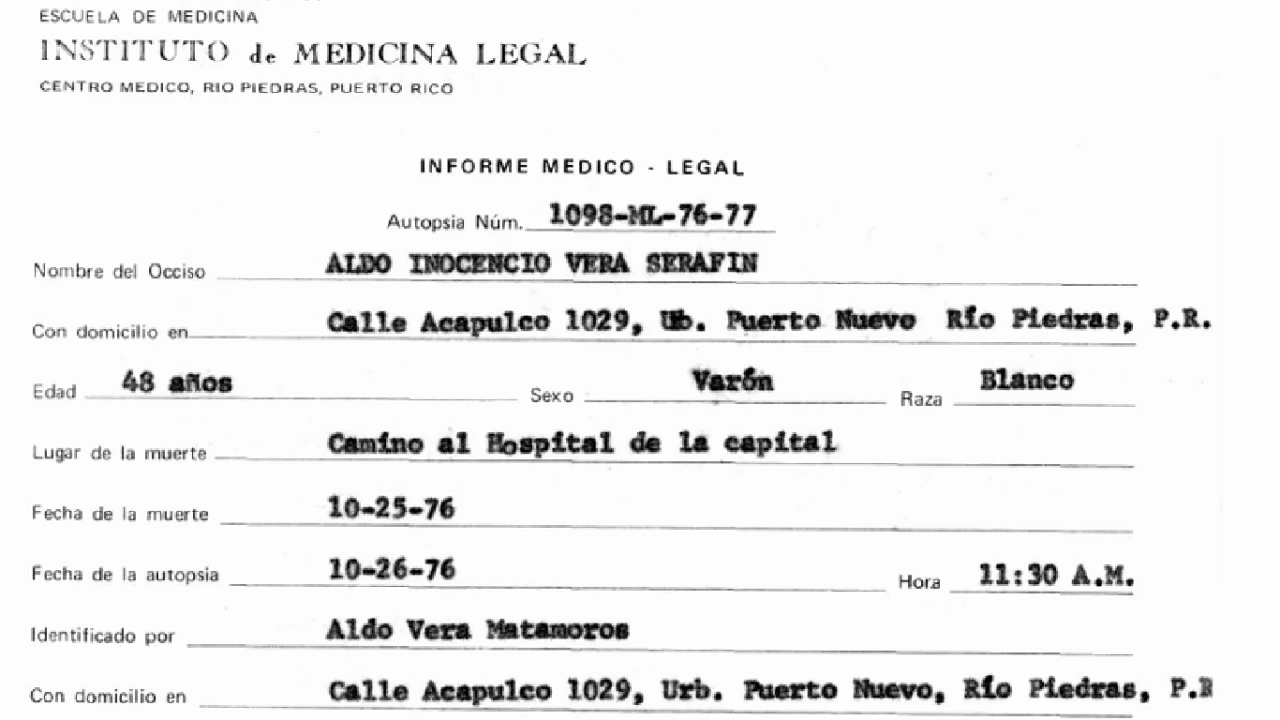 ESCUELA DE MEDICINA
INSTITUTO de MEDICINA LEGAL
CENTRO MEDICO, RIO PIEDRAS, PUERTO RICO
INFORME MEDICO - LEGAL
Autopsia Núm. 1098-ML-76-77
Nombre del Occiso ALDO INOCENCIO VERA SERAFIN
Con domicilio en Calle Acapulco 1029, Ub. Puerto Nuevo Río Piedras, P.R.
Edad 48 años Sexo Varón Raza Blanco
Lugar de la muerte Camino al Hospital de la capital
Fecha de la muerte 10-25-76
Fecha de la autopsia 10-26-76 Hora 11:30 A.M.
Identificado por Aldo Vera Matamoros
Con domicilio en Calle Acapulco 1029, Urb. Puerto Nuevo, Río Piedras, P.R